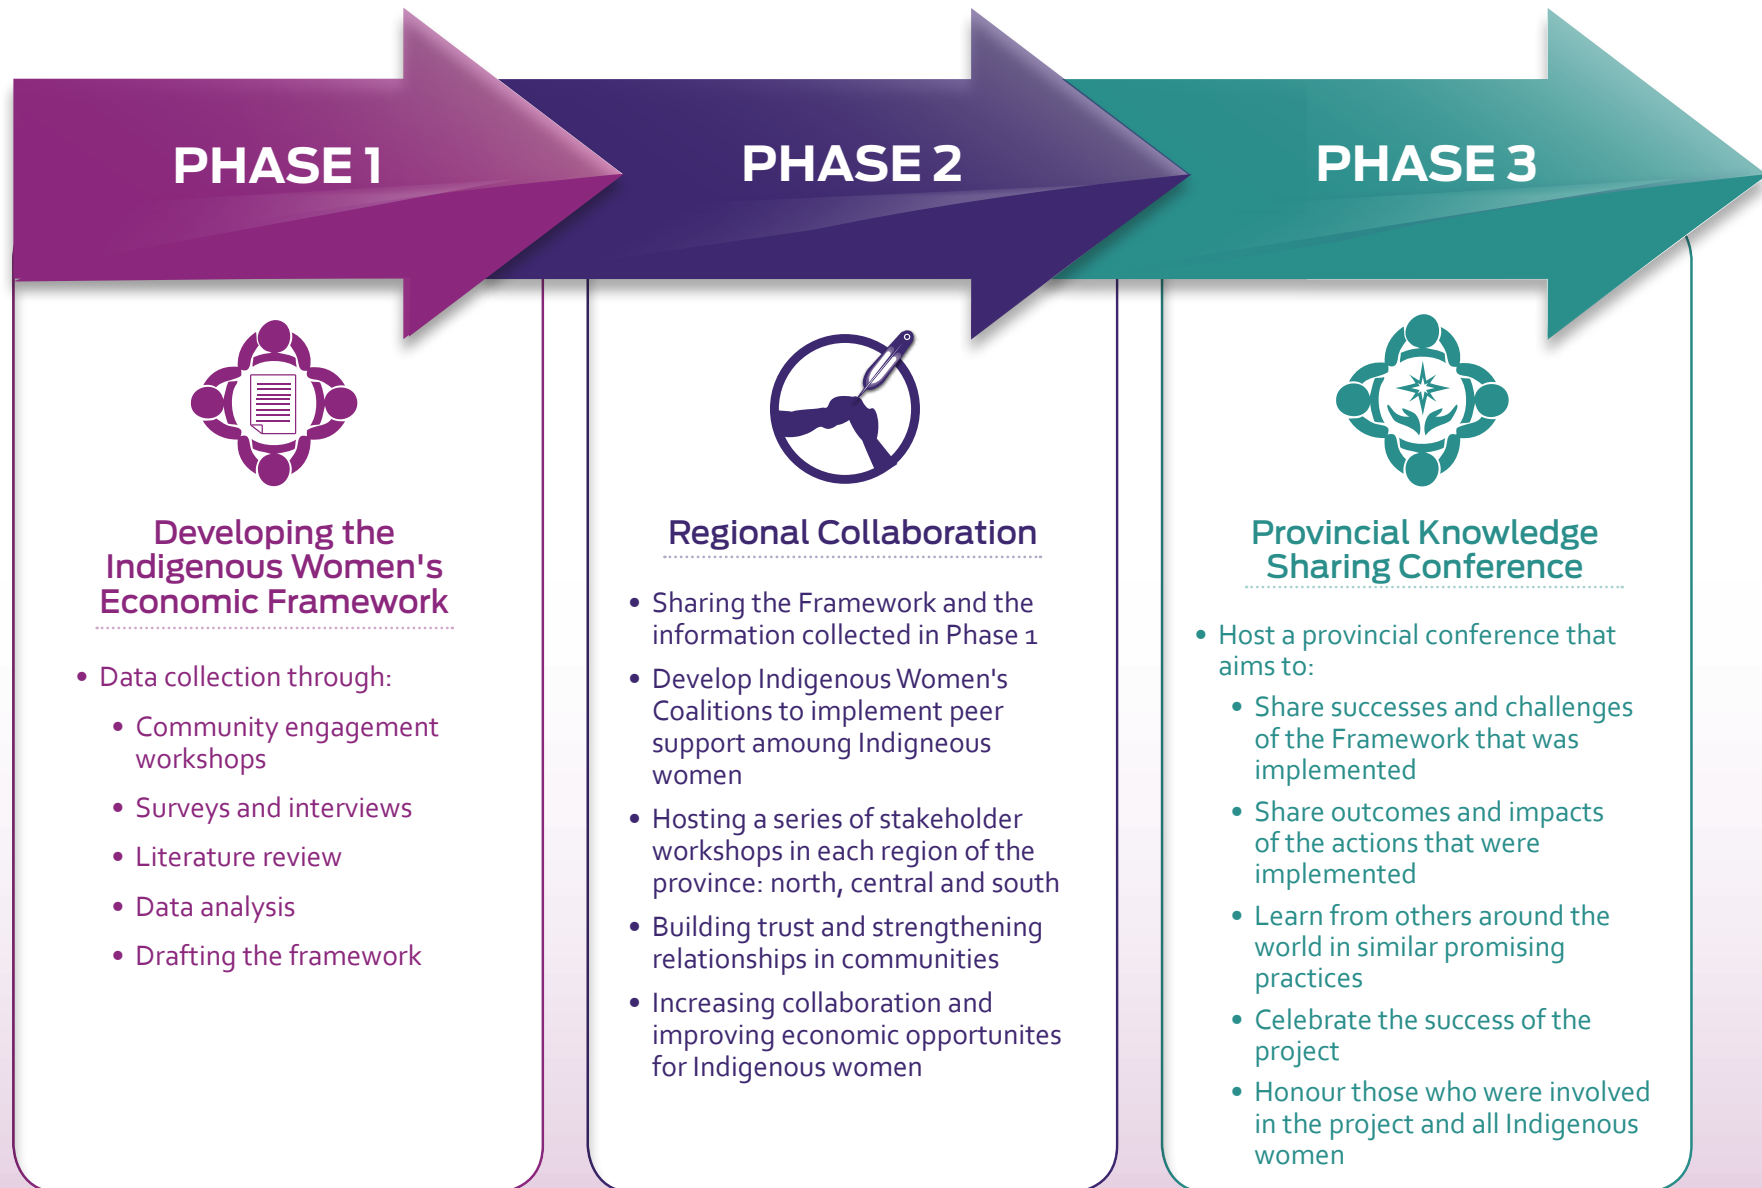 PHASE 1
Developing the
Indigenous Women's
Economic Framework
• Data collection through:
• Community engagement
workshops
• Surveys and interviews
• Literature review
• Data analysis
• Drafting the framework
PHASE 2
Regional Collaboration
• Sharing the Framework and the
information collected in Phase 1
• Develop Indigenous Women's
Coalitions to implement peer
support amoung Indigneous
women
• Hosting a series of stakeholder
workshops in each region of the
province: north, central and south
• Building trust and strengthening
relationships in communities
• Increasing collaboration and
improving economic opportunites
for Indigenous women
PHASE 3
Provincial Knowledge
Sharing Conference
• Host a provincial conference that
aims to:
• Share successes and challenges
of the Framework that was
implemented
• Share outcomes and impacts
of the actions that were
implemented
• Learn from others around the
world in similar promising
practices
• Celebrate the success of the
project
• Honour those who were involved
in the project and all Indigenous
women